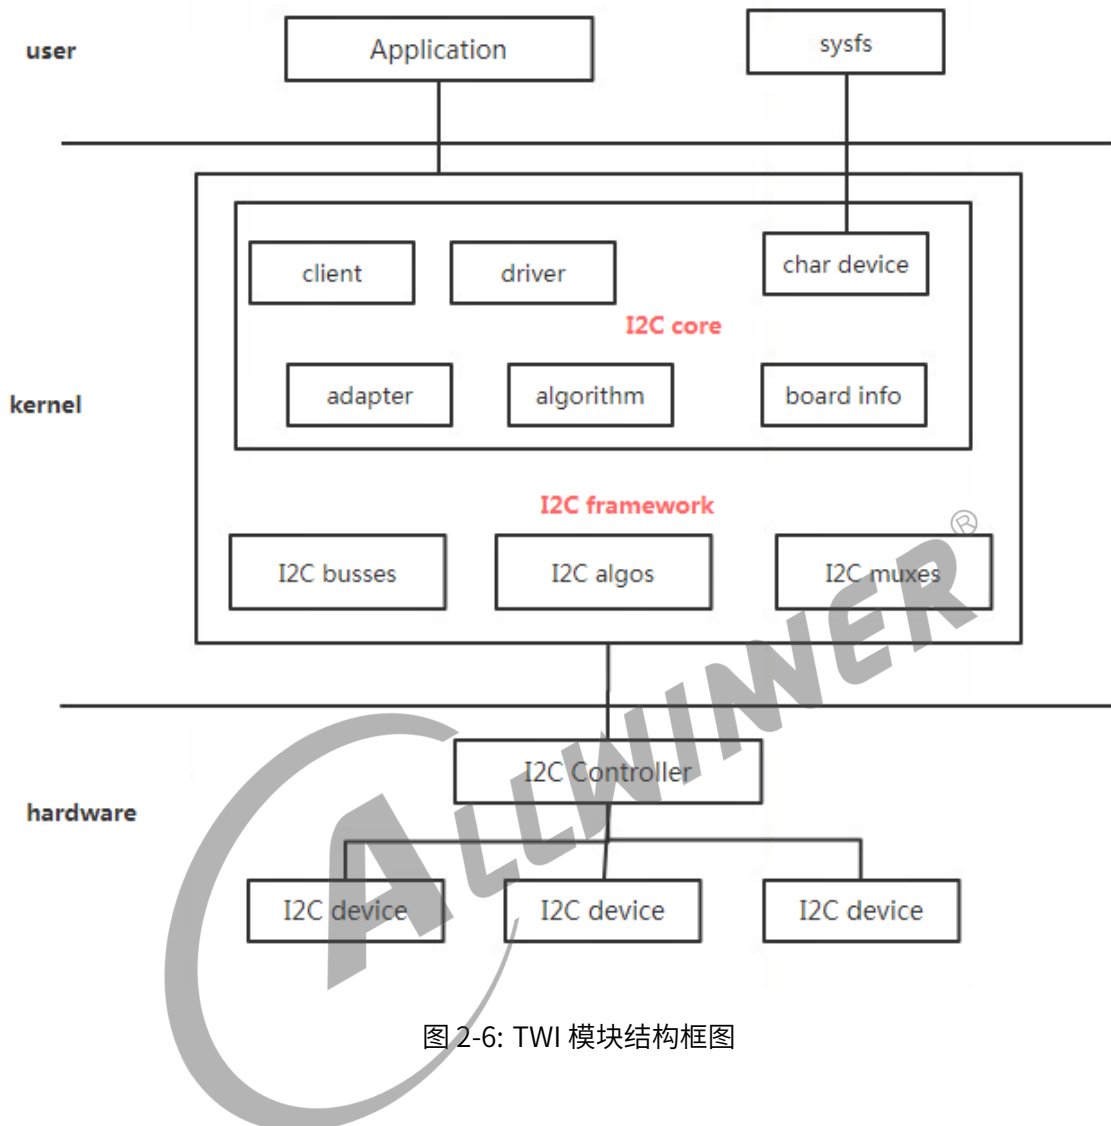 user
Application
sysfs
client
driver
char device
I2C core
kernel
adapter
algorithm
board info
I2C framework
I2C busses
I2C algos
I2C muxes
ALLWINNER®
I2C Controller
hardware
I2C device
I2C device
I2C device
图 2-6: TWI 模块结构框图